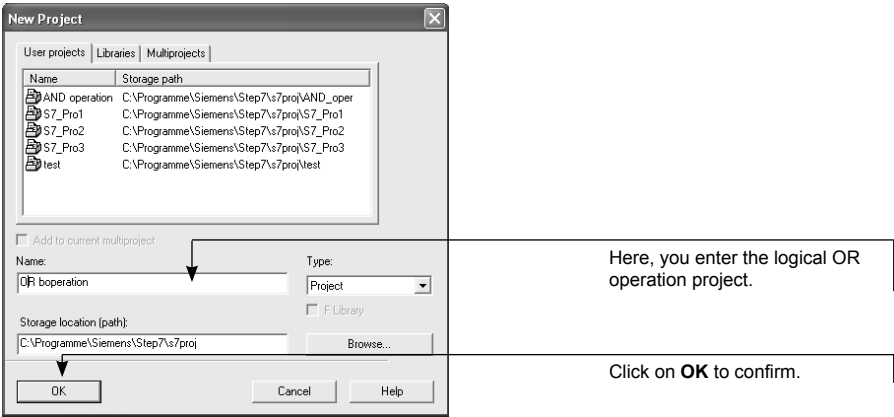 New Project
User projects Libraries Multiprojects
Name Storage path
AND operation C:\Programme\Siemens\Step7\s7proj\AND_oper
S7_Pro1 C:\Programme\Siemens\Step7\s7proj\S7_Pro1
S7_Pro2 C:\Programme\Siemens\Step7\s7proj\S7_Pro2
S7_Pro3 C:\Programme\Siemens\Step7\s7proj\S7_Pro3
test C:\Programme\Siemens\Step7\s7proj\test
Add to current multiproject
Name: Type:
OR boperation Project
F Library
Storage location (path):
C:\Programme\Siemens\Step7\s7proj Browse...
OK Cancel Help
Here, you enter the logical OR
operation project.
Click on OK to confirm.